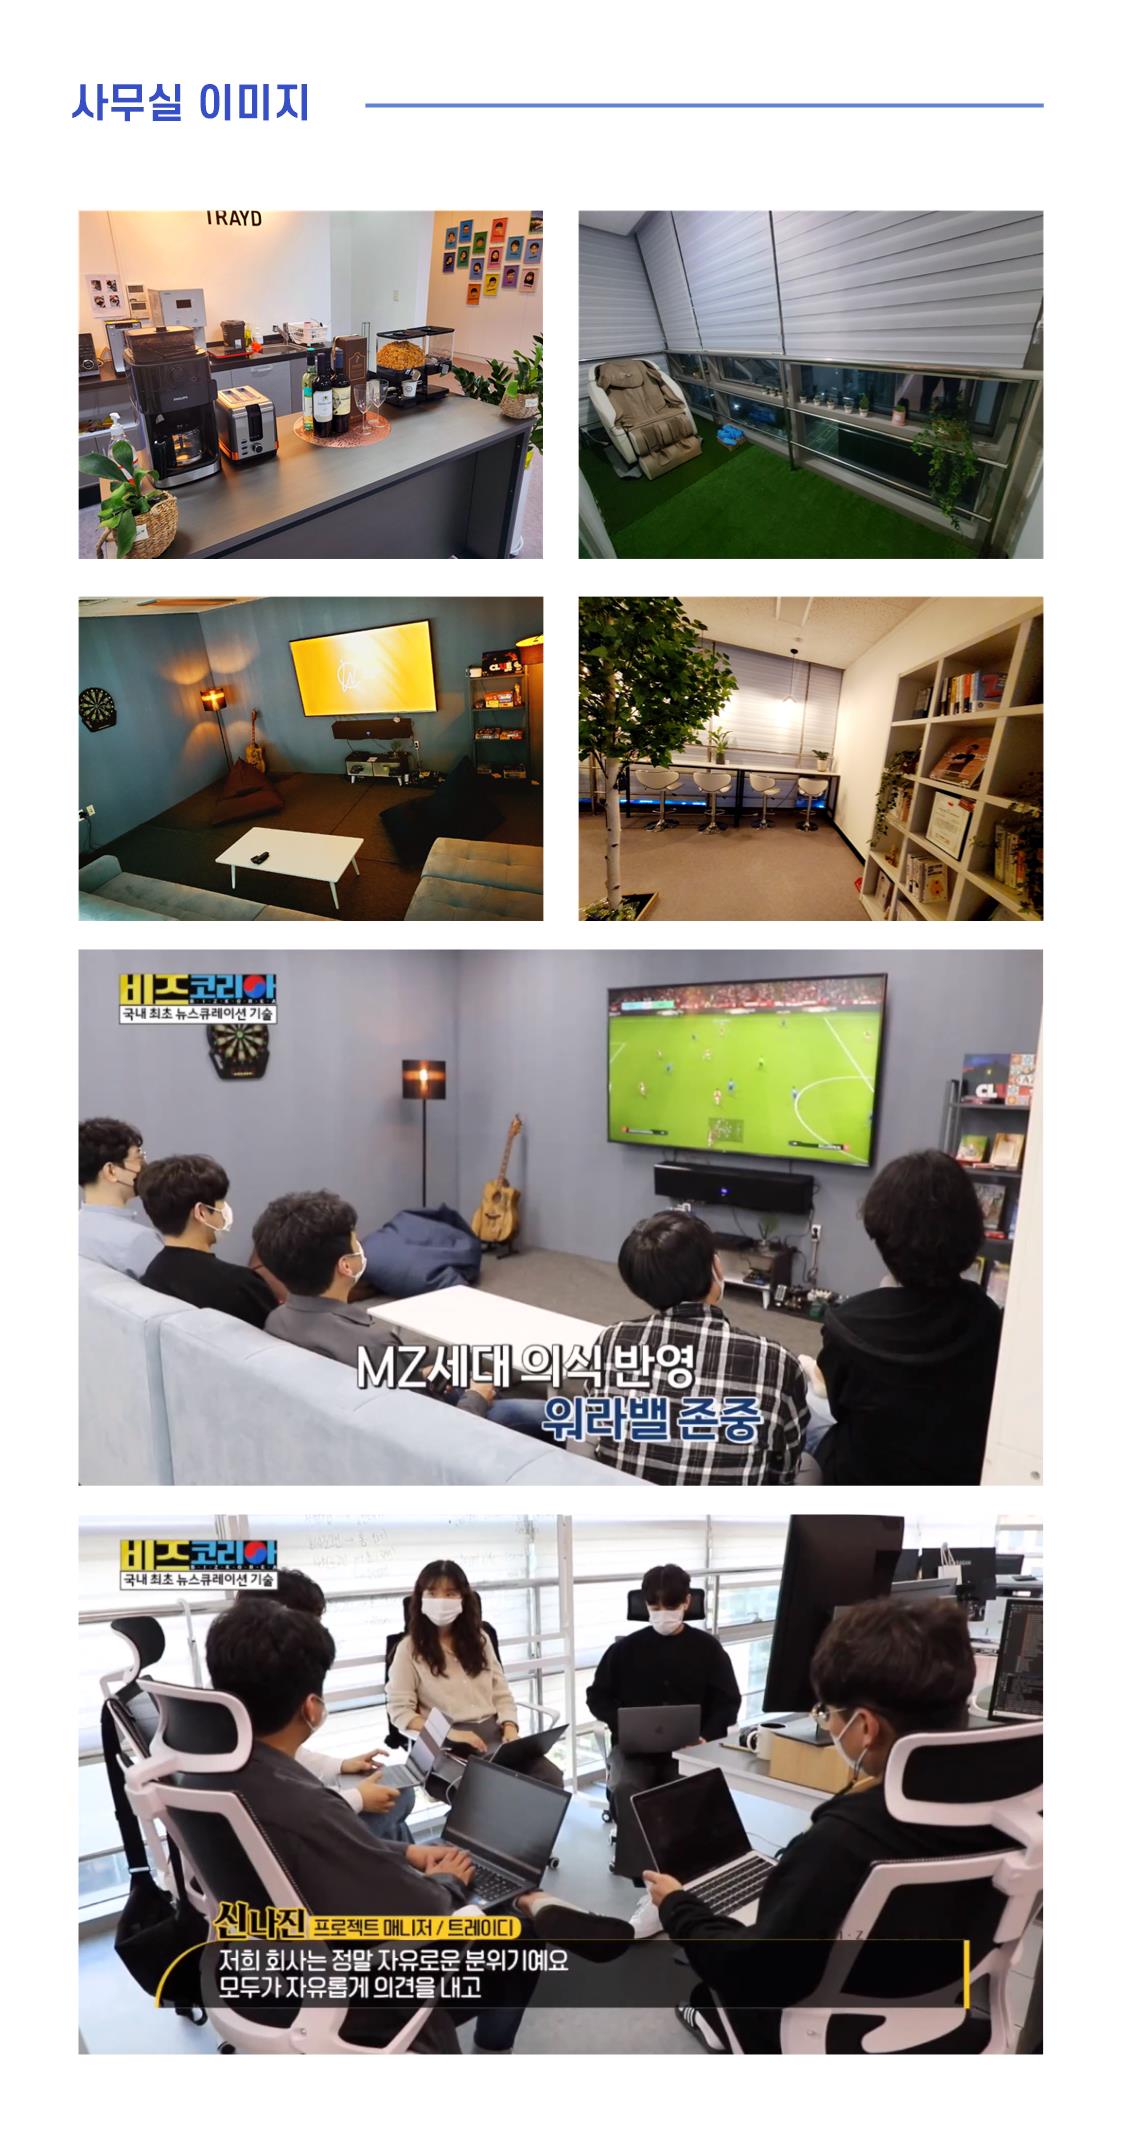 사무실 이미지
TRAYD
PHILIPS
CLUE
비즈코리아
BIZKOREA
국내 최초 뉴스큐레이션 기술
CLU
MZ세대 의식 반영
워라밸 존중
비즈코리아
BIZKOREA
국내 최초 뉴스큐레이션 기술
신나진 프로젝트 매니저 / 트레이디
저희 회사는 정말 자유로운 분위기예요
모두가 자유롭게 의견을 내고